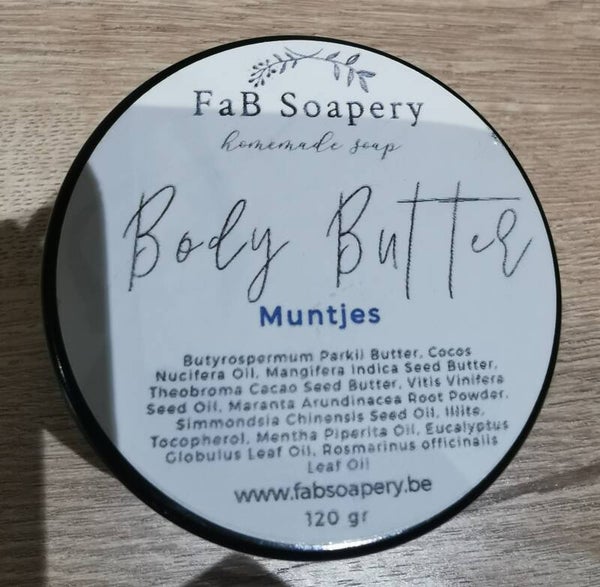 FaB Soapery
homemade soap
Body Butter
Muntjes
Butyrospermum Parkii Butter, Cocos
Nucifera Oil, Mangifera Indica Seed Butter,
Theobroma Cacao Seed Butter, Vitis Vinifera
Seed Oil, Maranta Arundinacea Root Powder,
Simmondsia Chinensis Seed Oil, Illite,
Tocopherol, Mentha Piperita Oil, Eucalyptus
Globulus Leaf Oil, Rosmarinus officinalis
Leaf Oil
www.fabsoapery.be
120 gr